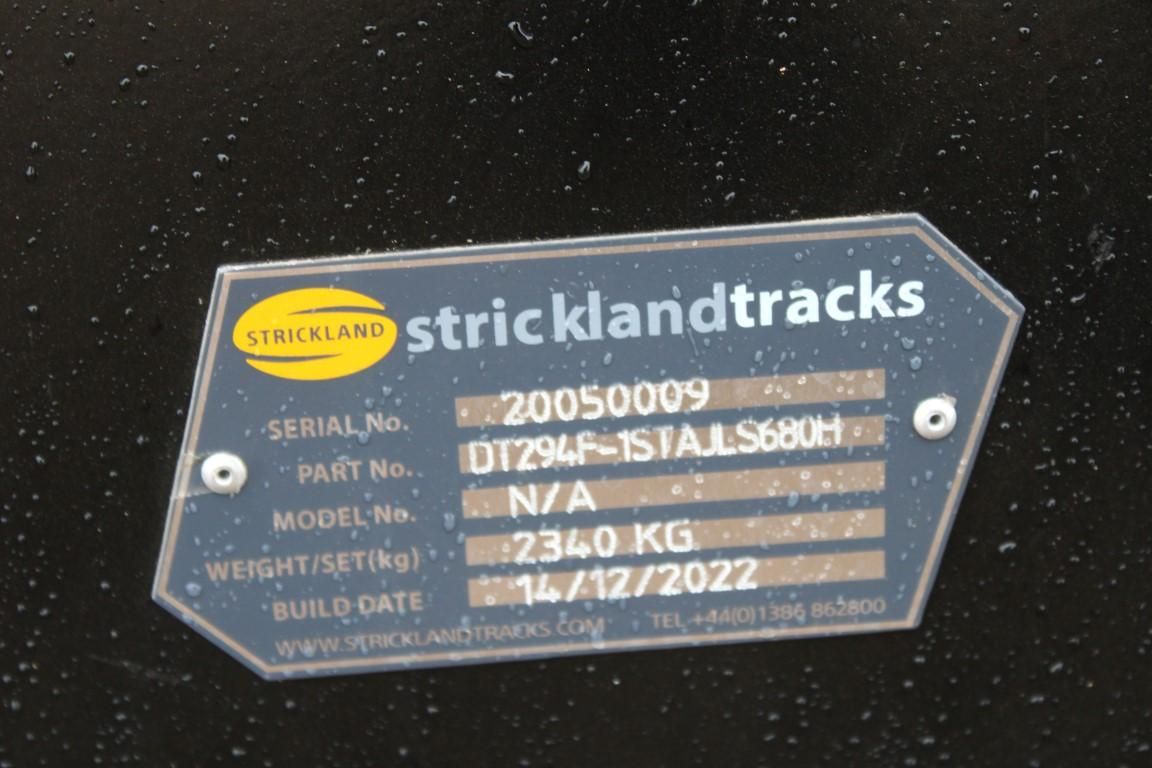 STRICKLAND stricklandtracks
SERIAL No. 20050009
PART No. DT294F-1STAJLS680H
MODEL No. N/A
WEIGHT/SET(kg) 2340 KG
BUILD DATE 14/12/2022
WWW.STRICKLANDTRACKS.COM TEL +44(0)1386 862800